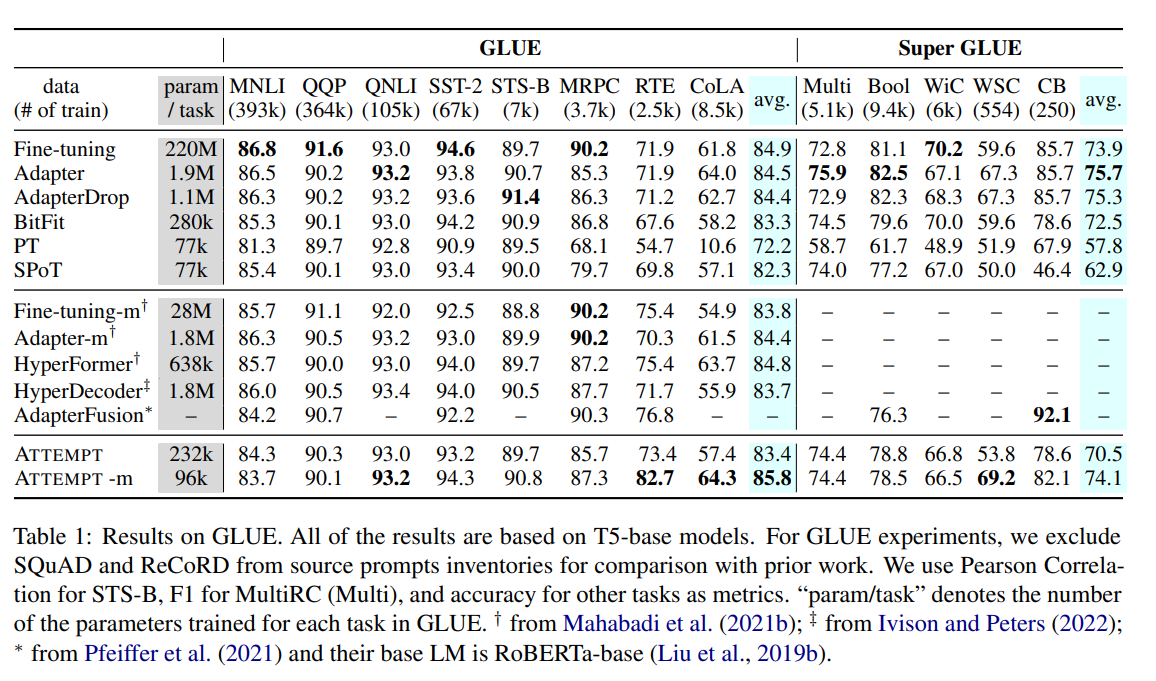 GLUE Super GLUE
data param MNLI QQP QNLI SST-2 STS-B MRPC RTE CoLA avg. Multi Bool WiC WSC CB avg.
(# of train) / task (393k) (364k) (105k) (67k) (7k) (3.7k) (2.5k) (8.5k) (5.1k) (9.4k) (6k) (554) (250)
Fine-tuning 220M 86.8 91.6 93.0 94.6 89.7 90.2 71.9 61.8 84.9 72.8 81.1 70.2 59.6 85.7 73.9
Adapter 1.9M 86.5 90.2 93.2 93.8 90.7 85.3 71.9 64.0 84.5 75.9 82.5 67.1 67.3 85.7 75.7
AdapterDrop 1.1M 86.3 90.2 93.2 93.6 91.4 86.3 71.2 62.7 84.4 72.9 82.3 68.3 67.3 85.7 75.3
BitFit 280k 85.3 90.1 93.0 94.2 90.9 86.8 67.6 58.2 83.3 74.5 79.6 70.0 59.6 78.6 72.5
PT 77k 81.3 89.7 92.8 90.9 89.5 68.1 54.7 10.6 72.2 58.7 61.7 48.9 51.9 67.9 57.8
SPoT 77k 85.4 90.1 93.0 93.4 90.0 79.7 69.8 57.1 82.3 74.0 77.2 67.0 50.0 46.4 62.9
Fine-tuning-m† 28M 85.7 91.1 92.0 92.5 88.8 90.2 75.4 54.9 83.8 – – – – – –
Adapter-m† 1.8M 86.3 90.5 93.2 93.0 89.9 90.2 70.3 61.5 84.4 – – – – – –
HyperFormer† 638k 85.7 90.0 93.0 94.0 89.7 87.2 75.4 63.7 84.8 – – – – – –
HyperDecoder‡ 1.8M 86.0 90.5 93.4 94.0 90.5 87.7 71.7 55.9 83.7 – – – – – –
AdapterFusion* – 84.2 90.7 – 92.2 – 90.3 76.8 – – – 76.3 – – 92.1 –
ATTEMPT 232k 84.3 90.3 93.0 93.2 89.7 85.7 73.4 57.4 83.4 74.4 78.8 66.8 53.8 78.6 70.5
ATTEMPT -m 96k 83.7 90.1 93.2 94.3 90.8 87.3 82.7 64.3 85.8 74.4 78.5 66.5 69.2 82.1 74.1
Table 1: Results on GLUE. All of the results are based on T5-base models. For GLUE experiments, we exclude
SQuAD and ReCoRD from source prompts inventories for comparison with prior work. We use Pearson Correla-
tion for STS-B, F1 for MultiRC (Multi), and accuracy for other tasks as metrics. “param/task” denotes the number
of the parameters trained for each task in GLUE. † from Mahabadi et al. (2021b); ‡ from Ivison and Peters (2022);
* from Pfeiffer et al. (2021) and their base LM is RoBERTa-base (Liu et al., 2019b).